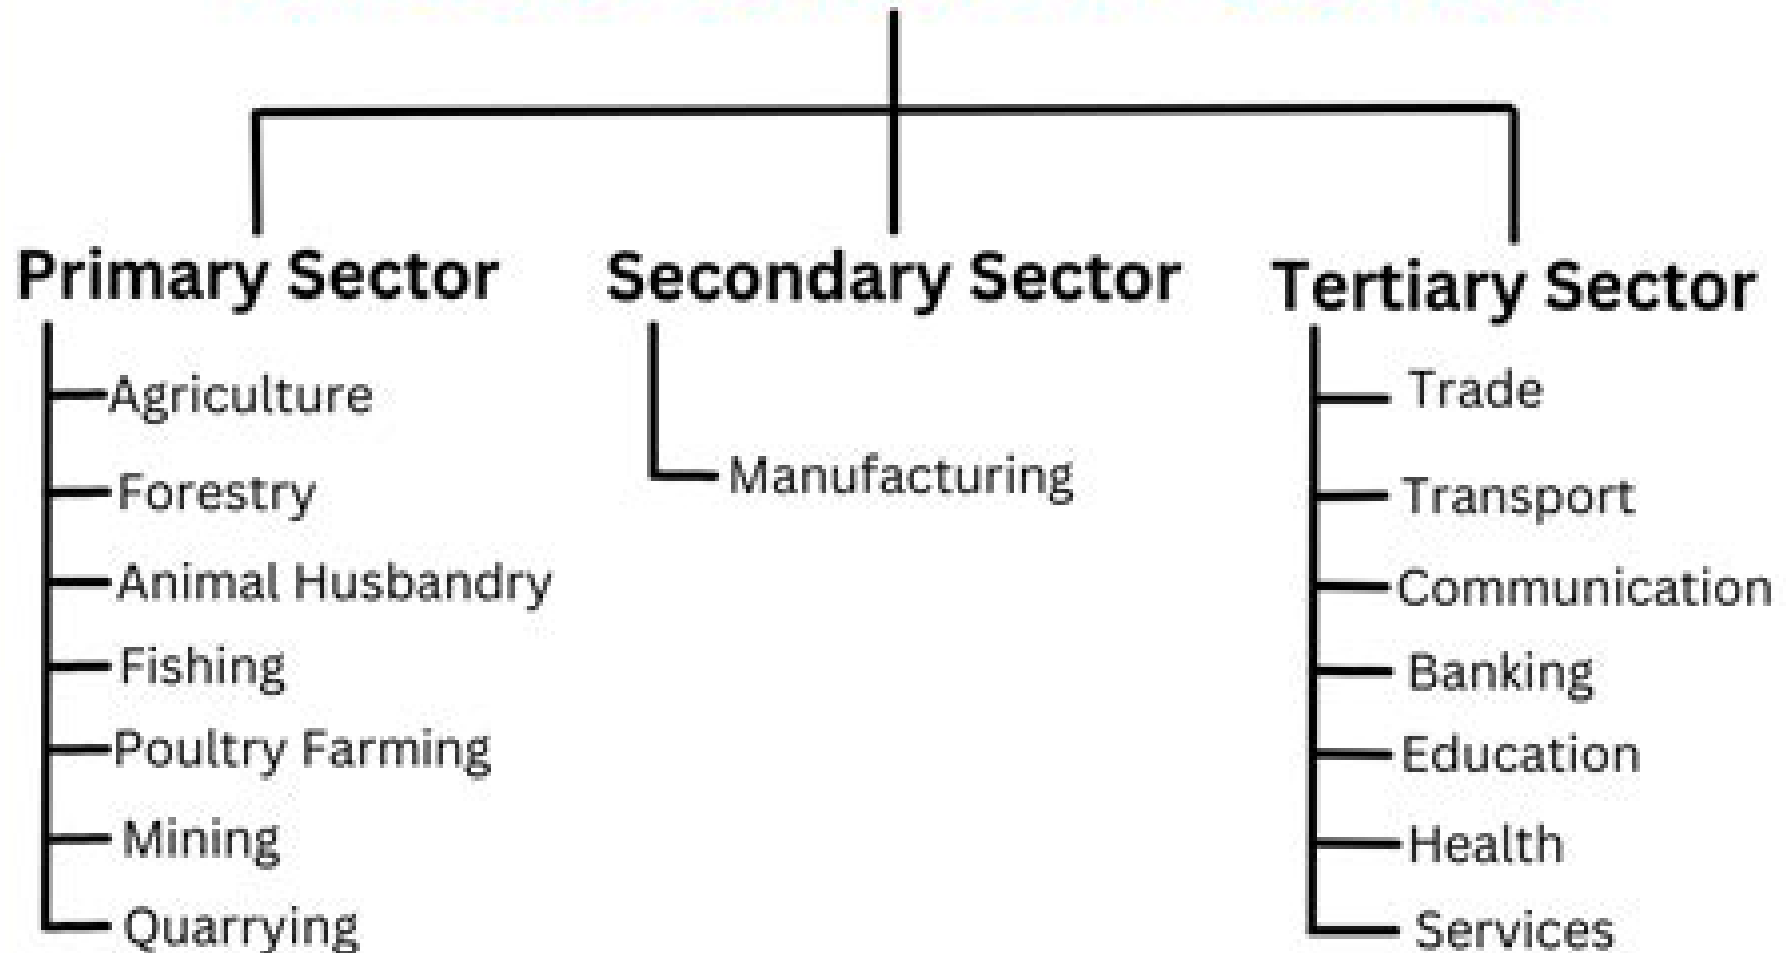 Primary Sector
Agriculture
Forestry
Animal Husbandry
Fishing
Poultry Farming
Mining
Quarrying
Secondary Sector
Manufacturing
Tertiary Sector
Trade
Transport
Communication
Banking
Education
Health
Services